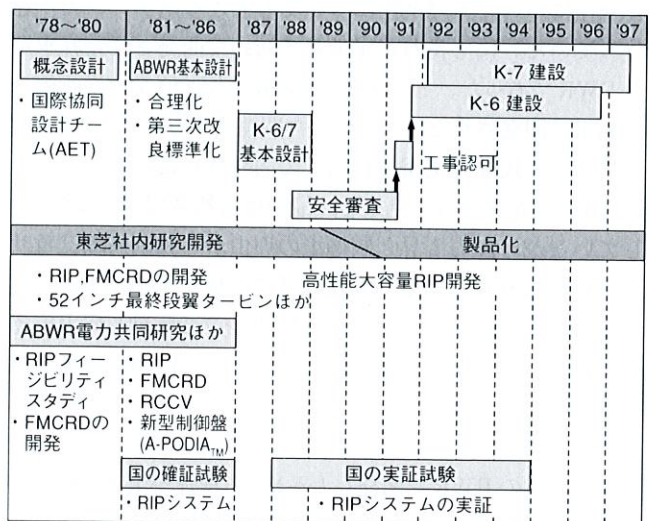 '78～'80 '81～'86 '87 '88 '89 '90 '91 '92 '93 '94 '95 '96 '97
概念設計 ABWR基本設計 K-7 建設
・国際協同
設計チー
ム(AET)
・合理化
・第三次改
良標準化
K-6 建設
K-6/7
基本設計
工事認可
安全審査
東芝社内研究開発 製品化
・RIP,FMCRDの開発
・52インチ最終段翼タービンほか
高性能大容量RIP開発
ABWR電力共同研究ほか
・RIPフィー
ジビリティ
スタディ
・FMCRDの
開発
・RIP
・FMCRD
・RCCV
・新型制御盤
(A-PODIATM)
国の確証試験 国の実証試験
・RIPシステム ・RIPシステムの実証